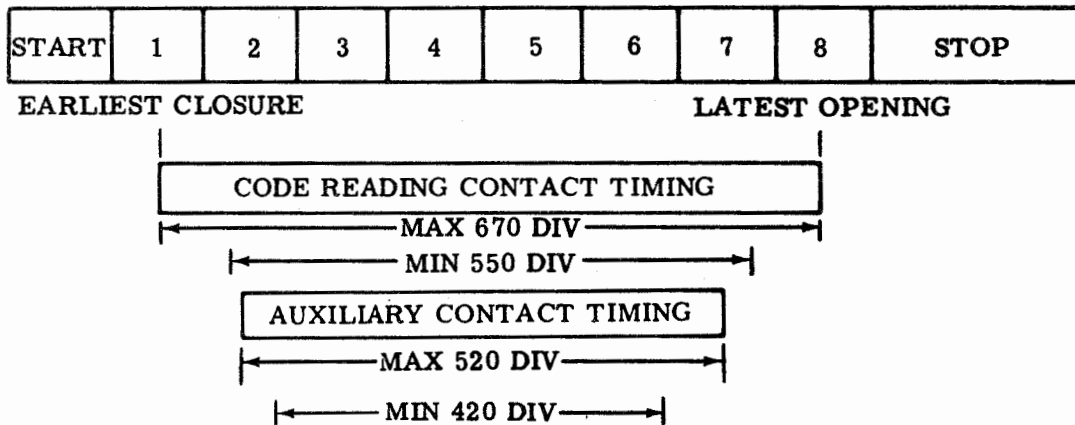 START 1 2 3 4 5 6 7 8 STOP
EARLIEST CLOSURE LATEST OPENING
CODE READING CONTACT TIMING
MAX 670 DIV
MIN 550 DIV
AUXILIARY CONTACT TIMING
MAX 520 DIV
MIN 420 DIV